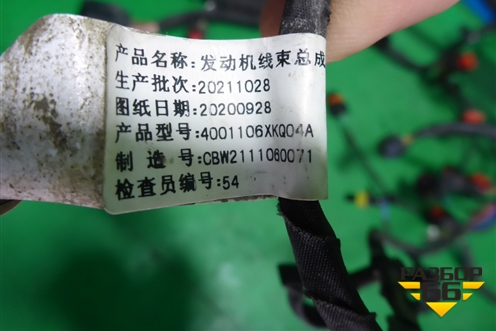 产品名称:发动机线束总成
生产批次:20211028
图纸日期:20200928
产品型号:4001106XKQ04A
制造号:CBW2111080071
检查员编号:54
РАЗБОР
66